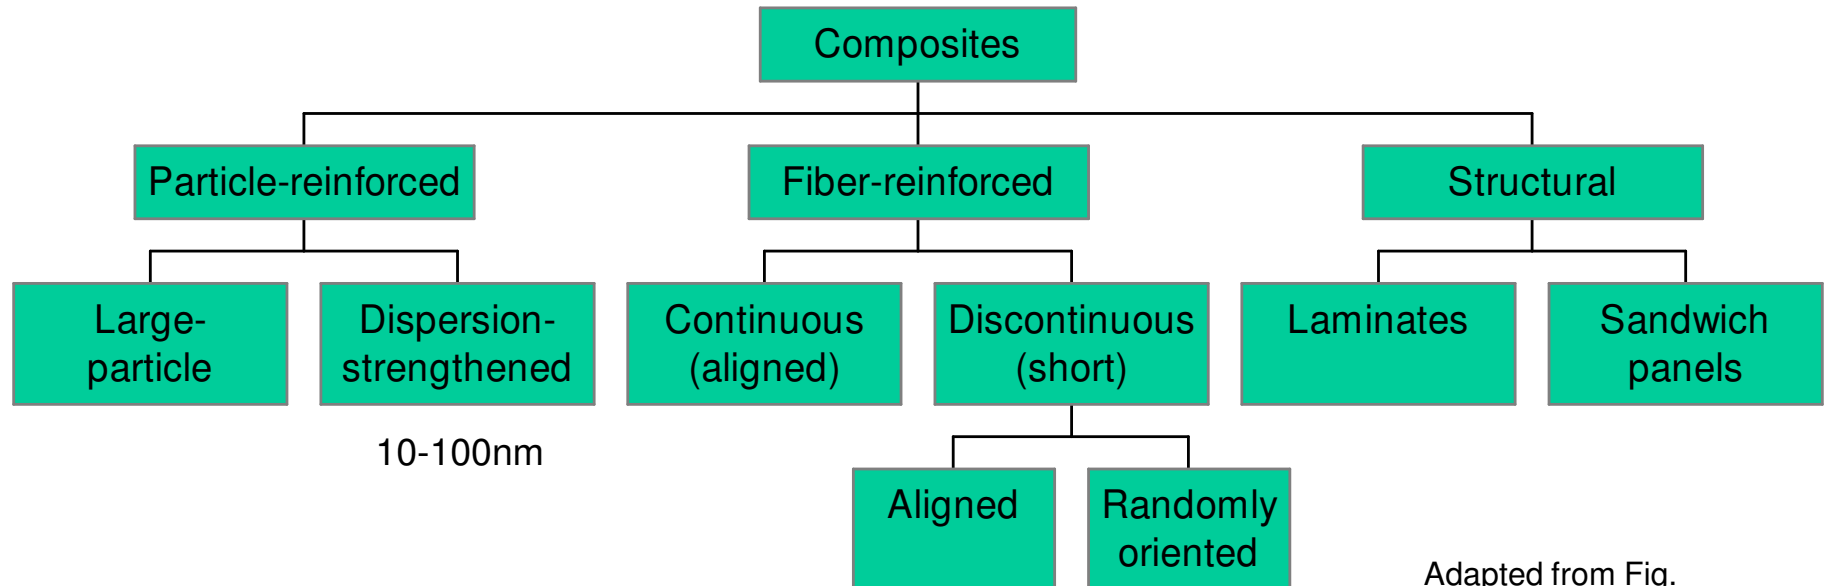 Composites
Particle-reinforced
Fiber-reinforced
Structural
Large-
particle
Dispersion-
strengthened
Continuous
(aligned)
Discontinuous
(short)
Laminates
Sandwich
panels
10-100nm
Aligned
Randomly
oriented
Adapted from Fig.